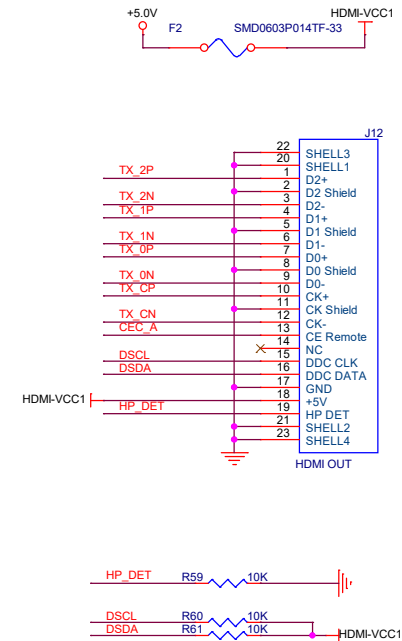 +5.0V
F2
SMD0603P014TF-33
HDMI-VCC1
J12
22 SHELL3
20 SHELL1
TX_2P 1 D2+
2 D2 Shield
TX_2N 3 D2-
TX_1P 4 D1+
5 D1 Shield
TX_1N 6 D1-
TX_0P 7 D0+
8 D0 Shield
TX_0N 9 D0-
TX_CP 10 CK+
11 CK Shield
TX_CN 12 CK-
CEC_A 13 CE Remote
14 NC
DSCL 15 DDC CLK
DSDA 16 DDC DATA
17 GND
HDMI-VCC1 18 +5V
HP_DET 19 HP DET
21 SHELL2
23 SHELL4
HDMI OUT
HP_DET R59 10K
DSCL R60 10K
DSDA R61 10K
HDMI-VCC1